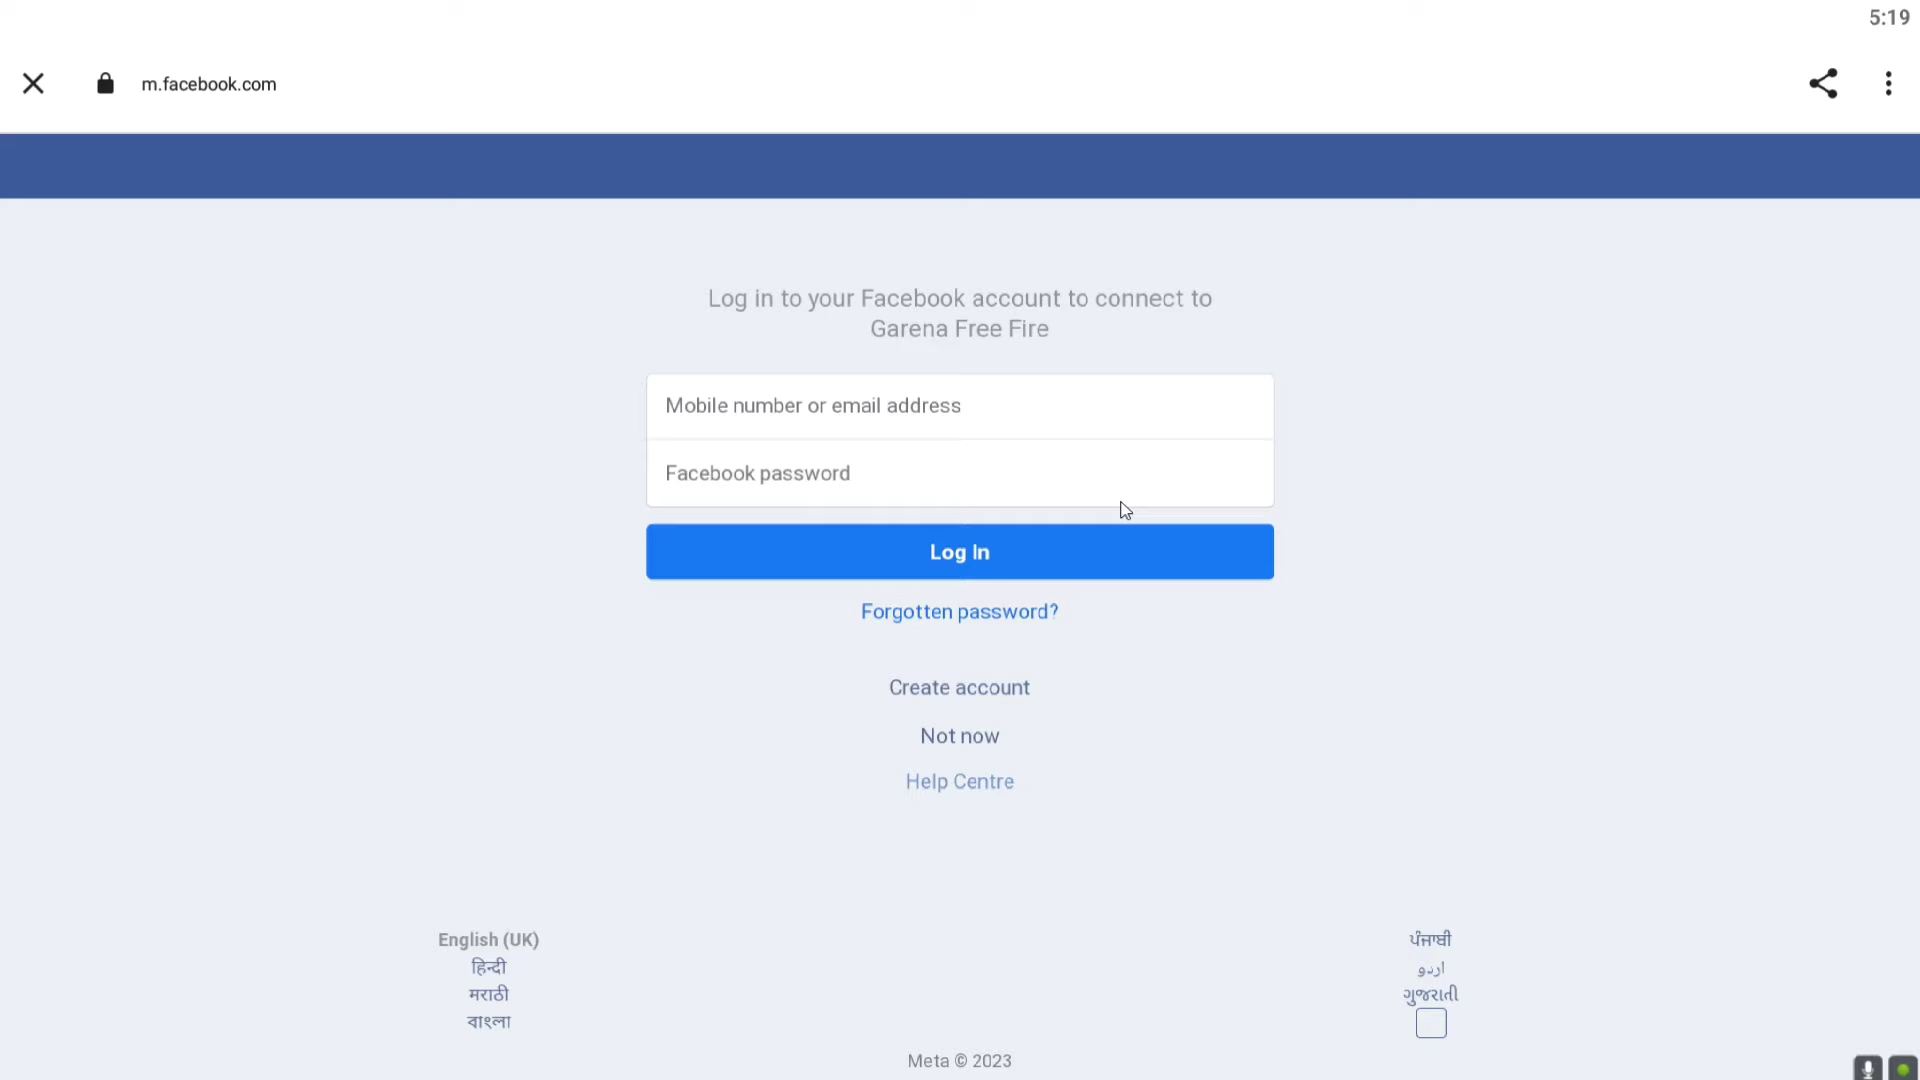 5:19
m.facebook.com
Log in to your Facebook account to connect to
Garena Free Fire
Mobile number or email address
Facebook password
Log In
Forgotten password?
Create account
Not now
Help Centre
English (UK)
हिन्दी
मराठी
বাংলা
ਪੰਜਾਬੀ
اردو
ગુજરાતી
Meta © 2023